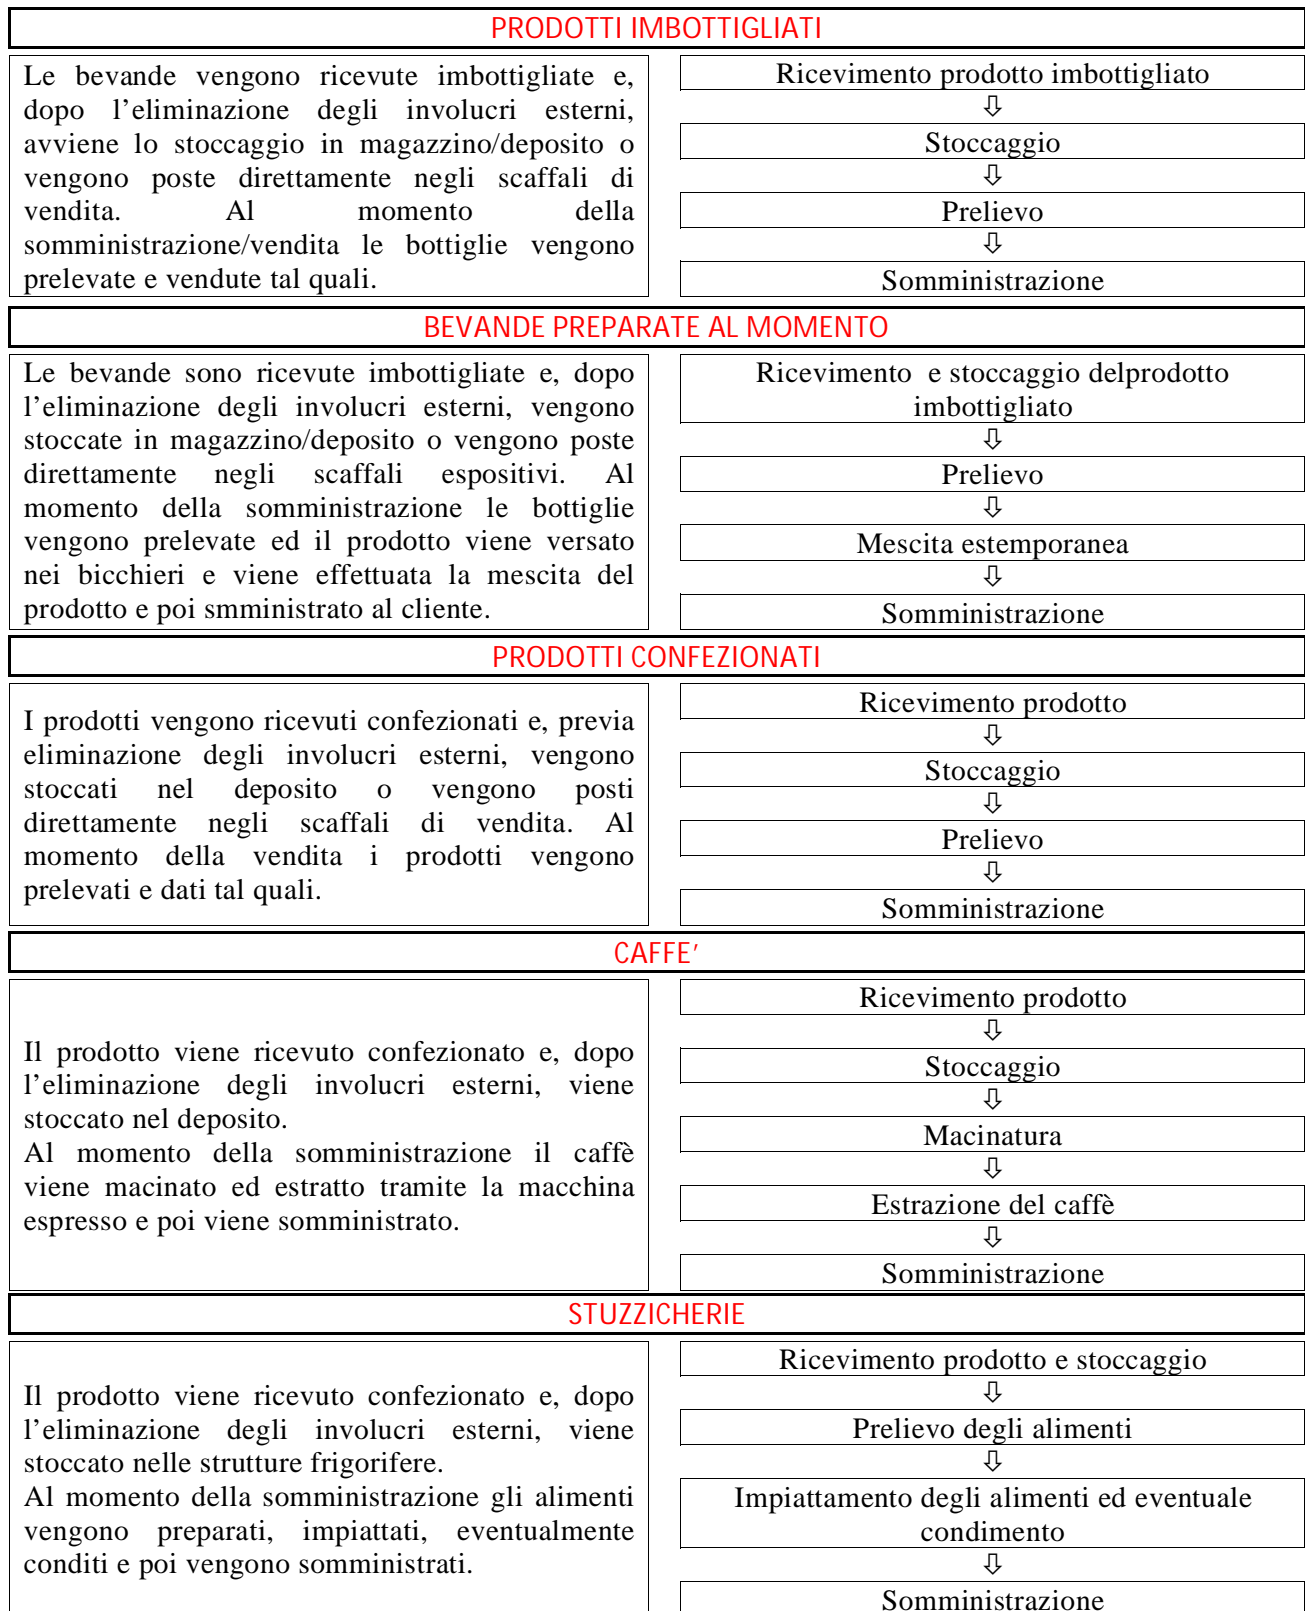 PRODOTTI IMBOTTIGLIATI
Le bevande vengono ricevute imbottigliate e,
dopo l’eliminazione degli involucri esterni,
avviene lo stoccaggio in magazzino/deposito o
vengono poste direttamente negli scaffali di
vendita. Al momento della
somministrazione/vendita le bottiglie vengono
prelevate e vendute tal quali.
Ricevimento prodotto imbottigliato
⇩
Stoccaggio
⇩
Prelievo
⇩
Somministrazione
BEVANDE PREPARATE AL MOMENTO
Le bevande sono ricevute imbottigliate e, dopo
l’eliminazione degli involucri esterni, vengono
stoccate in magazzino/deposito o vengono poste
direttamente negli scaffali espositivi. Al
momento della somministrazione le bottiglie
vengono prelevate ed il prodotto viene versato
nei bicchieri e viene effettuata la mescita del
prodotto e poi smministrato al cliente.
Ricevimento e stoccaggio delprodotto
imbottigliato
⇩
Prelievo
⇩
Mescita estemporanea
⇩
Somministrazione
PRODOTTI CONFEZIONATI
I prodotti vengono ricevuti confezionati e, previa
eliminazione degli involucri esterni, vengono
stoccati nel deposito o vengono posti
direttamente negli scaffali di vendita. Al
momento della vendita i prodotti vengono
prelevati e dati tal quali.
Ricevimento prodotto
⇩
Stoccaggio
⇩
Prelievo
⇩
Somministrazione
CAFFE’
Il prodotto viene ricevuto confezionato e, dopo
l’eliminazione degli involucri esterni, viene
stoccato nel deposito.
Al momento della somministrazione il caffè
viene macinato ed estratto tramite la macchina
espresso e poi viene somministrato.
Ricevimento prodotto
⇩
Stoccaggio
⇩
Macinatura
⇩
Estrazione del caffè
⇩
Somministrazione
STUZZICHERIE
Il prodotto viene ricevuto confezionato e, dopo
l’eliminazione degli involucri esterni, viene
stoccato nelle strutture frigorifere.
Al momento della somministrazione gli alimenti
vengono preparati, impiattati, eventualmente
conditi e poi vengono somministrati.
Ricevimento prodotto e stoccaggio
⇩
Prelievo degli alimenti
⇩
Impiattamento degli alimenti ed eventuale
condimento
⇩
Somministrazione